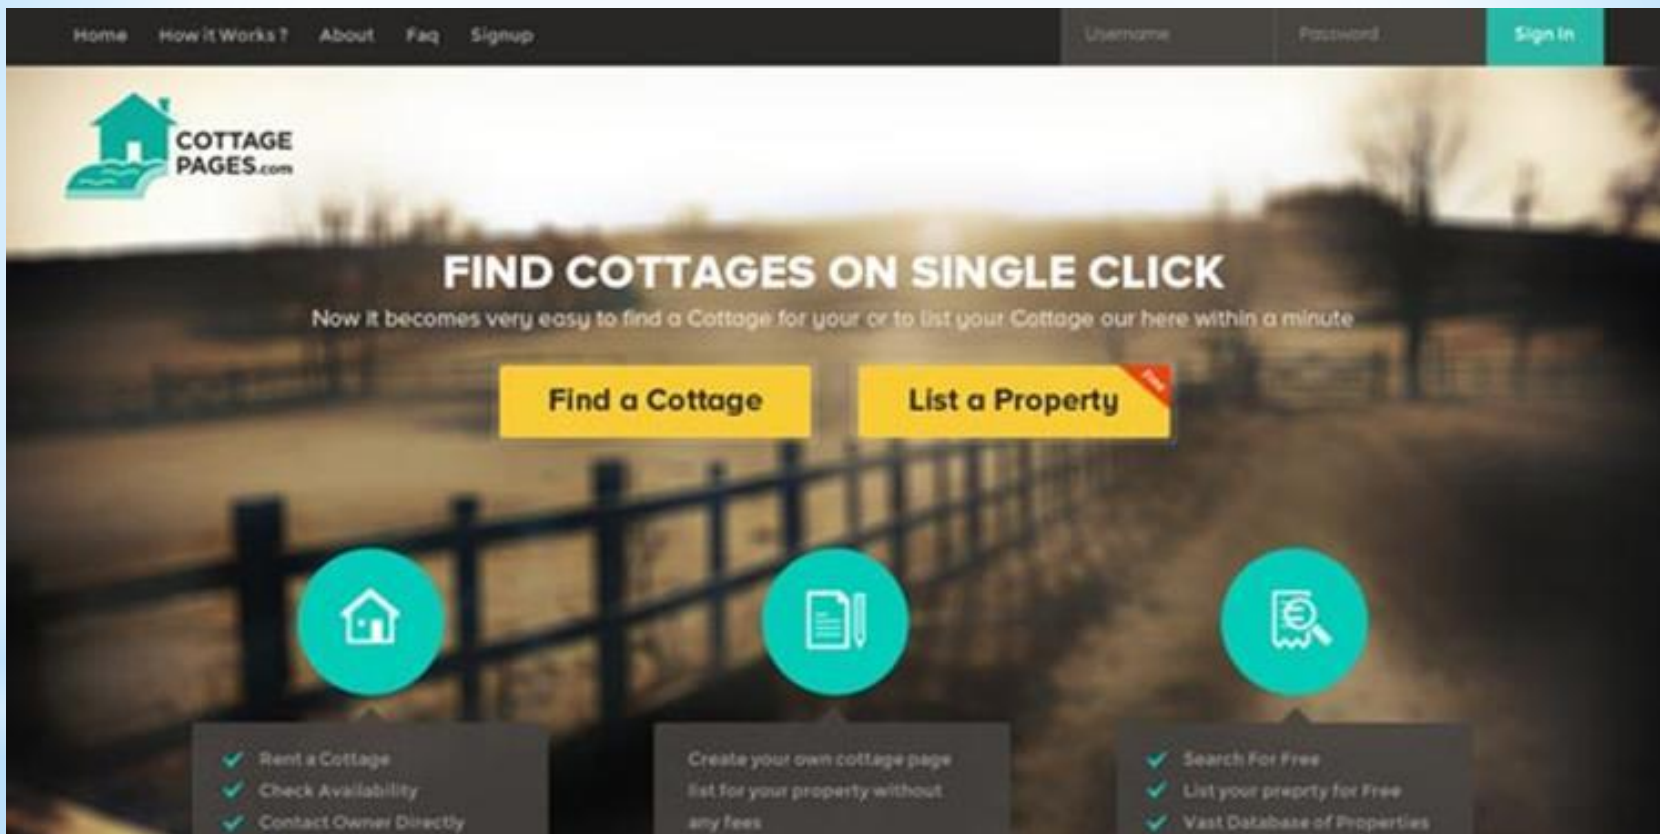 Home How it Works ? About Faq Signup Username Password Sign In
COTTAGE
PAGES.com
FIND COTTAGES ON SINGLE CLICK
Now it becomes very easy to find a Cottage for your or to list your Cottage our here within a minute
Find a Cottage List a Property Free
Rent a Cottage
Check Availability
Contact Owner Directly
Create your own cottage page
list for your property without
any fees
Search For Free
List your preprty for Free
Vast Database of Properties